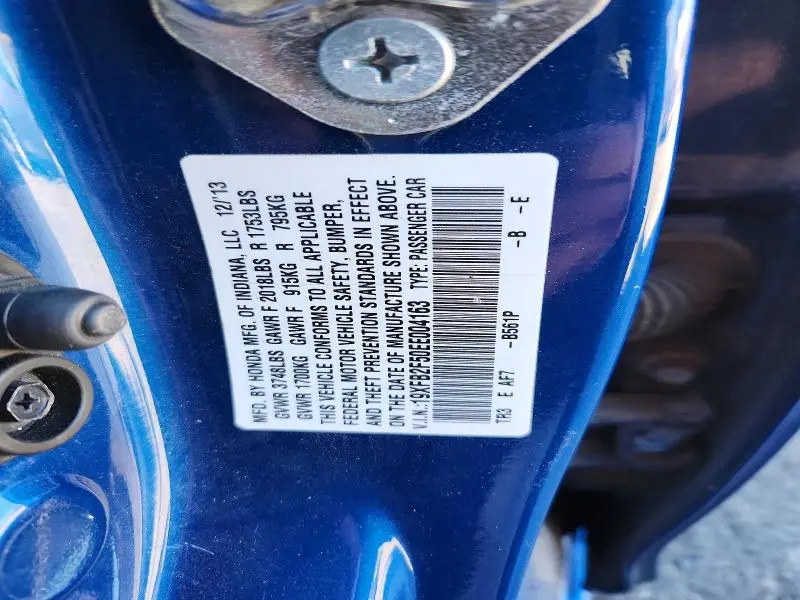 MFD. BY HONDA MFG. OF INDIANA, LLC 12/'13
GVWR 3748LBS GAWR F 2018LBS R 1753LBS
GVWR 1700KG GAWR F 915KG R 795KG
THIS VEHICLE CONFORMS TO ALL APPLICABLE
FEDERAL MOTOR VEHICLE SAFETY, BUMPER,
AND THEFT PREVENTION STANDARDS IN EFFECT
ON THE DATE OF MANUFACTURE SHOWN ABOVE.
V.I.N.: 19XFB2F50EE004163 TYPE: PASSENGER CAR
TR3 E AF7 -B561P -B -E